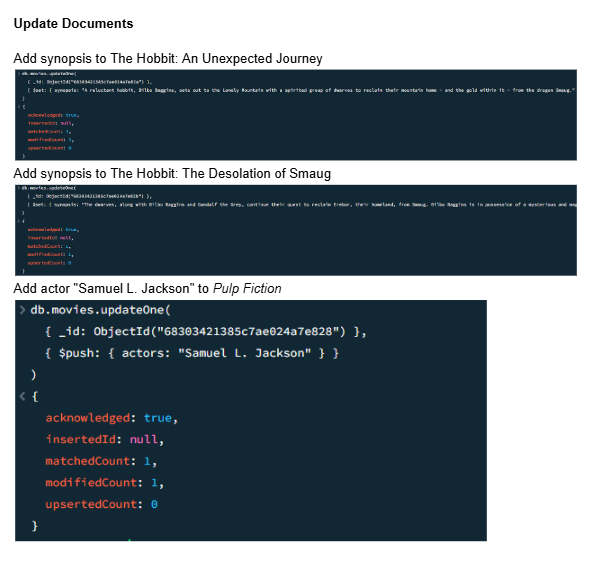 Update Documents
Add synopsis to The Hobbit: An Unexpected Journey
> db.movies.updateOne(
{ _id: ObjectId("68303421385c7ae024a7e82a") },
{ $set: { synopsis: "A reluctant hobbit, Bilbo Baggins, sets out to the Lonely Mountain with a spirited group of dwarves to reclaim their mountain home - and the gold within it - from the dragon Smaug."
)
< {
acknowledged: true,
insertedId: null,
matchedCount: 1,
modifiedCount: 1,
upsertedCount: 0
}
Add synopsis to The Hobbit: The Desolation of Smaug
> db.movies.updateOne(
{ _id: ObjectId("68303421385c7ae024a7e82b") },
{ $set: { synopsis: "The dwarves, along with Bilbo Baggins and Gandalf the Grey, continue their quest to reclaim Erebor, their homeland, from Smaug. Bilbo Baggins is in possession of a mysterious and mag
)
< {
acknowledged: true,
insertedId: null,
matchedCount: 1,
modifiedCount: 1,
upsertedCount: 0
}
Add actor "Samuel L. Jackson" to Pulp Fiction
> db.movies.updateOne(
{ _id: ObjectId("68303421385c7ae024a7e828") },
{ $push: { actors: "Samuel L. Jackson" } }
)
< {
acknowledged: true,
insertedId: null,
matchedCount: 1,
modifiedCount: 1,
upsertedCount: 0
}